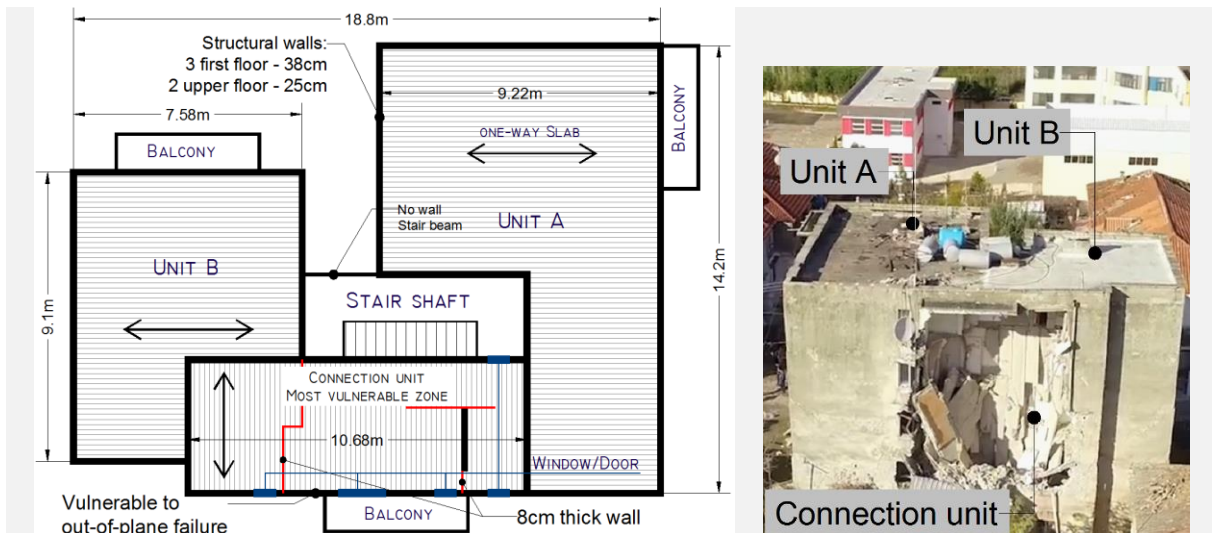 18.8m
Structural walls:
3 first floor - 38cm
2 upper floor - 25cm
7.58m
9.22m
BALCONY
ONE-WAY SLAB
BALCONY
No wall
Stair beam
UNIT A
UNIT B
STAIR SHAFT
9.1m
14.2m
CONNECTION UNIT
MOST VULNERABLE ZONE
10.68m
WINDOW/DOOR
Vulnerable to
out-of-plane failure
BALCONY
8cm thick wall
Unit B
Unit A
Connection unit